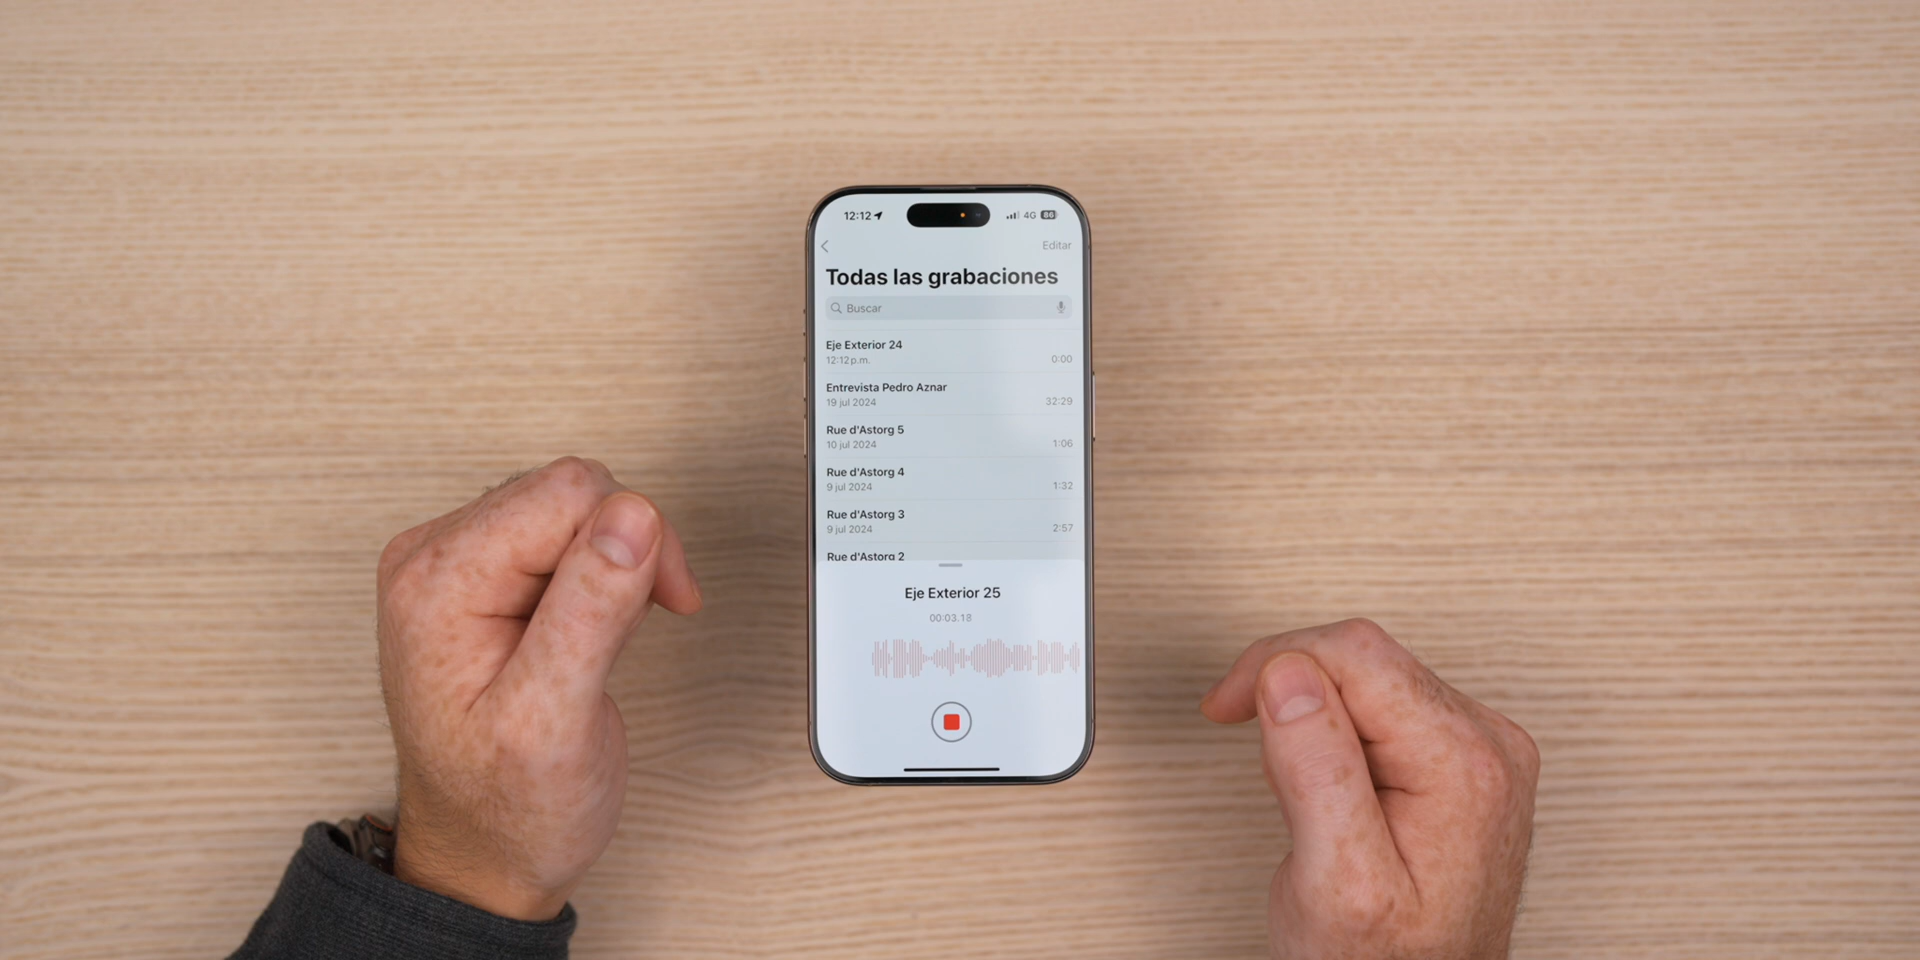 12:12
4G 86
Editar
Todas las grabaciones
Buscar
Eje Exterior 24
12:12 p.m. 0:00
Entrevista Pedro Aznar
19 jul 2024 32:29
Rue d'Astorg 5
10 jul 2024 1:06
Rue d'Astorg 4
9 jul 2024 1:32
Rue d'Astorg 3
9 jul 2024 2:57
Rue d'Astorg 2
Eje Exterior 25
00:03.18